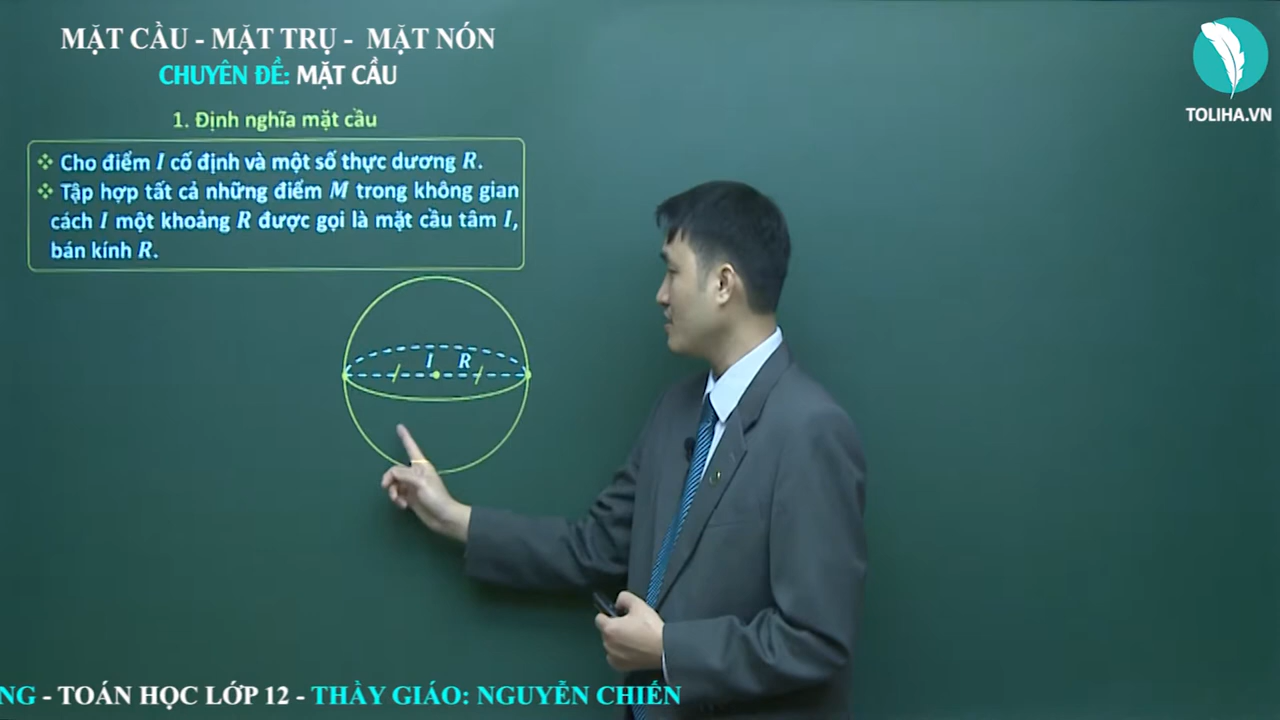 MẶT CẦU - MẶT TRỤ - MẶT NÓN
CHUYÊN ĐỀ: MẶT CẦU
TOLIHA.VN
1. Định nghĩa mặt cầu
Cho điểm I cố định và một số thực dương R.
Tập hợp tất cả những điểm M trong không gian
cách I một khoảng R được gọi là mặt cầu tâm I,
bán kính R.
I R
NG - TOÁN HỌC LỚP 12 - THẦY GIÁO: NGUYỄN CHIẾN